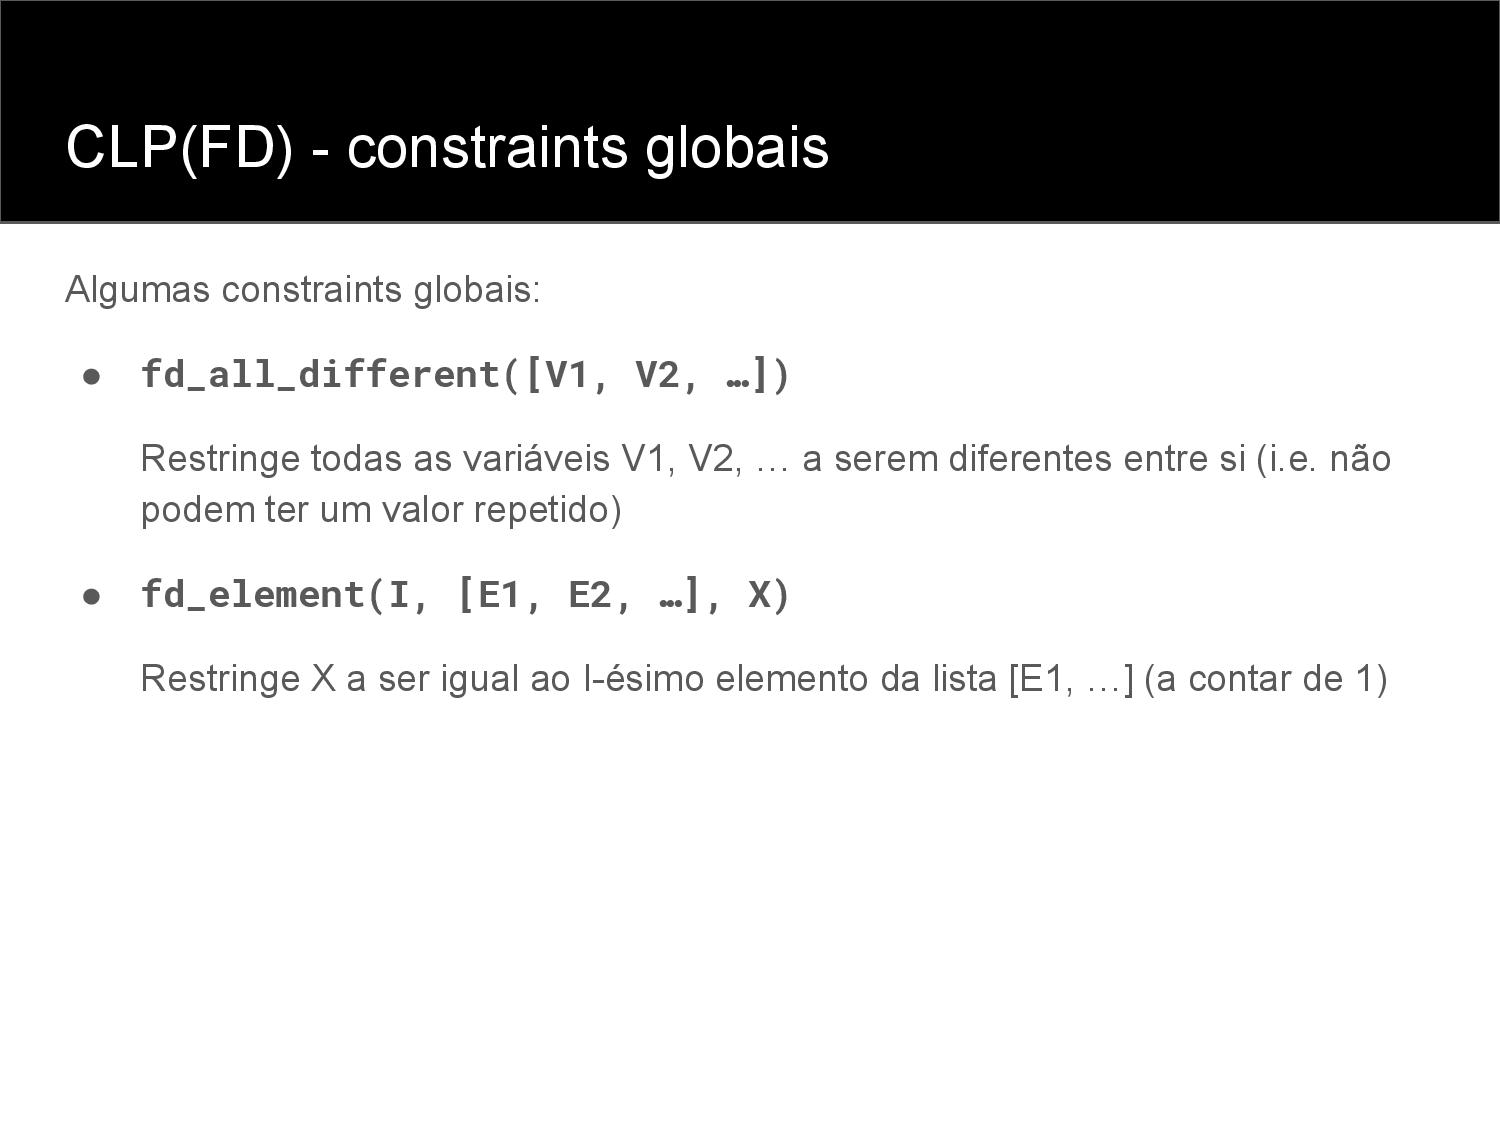 CLP(FD) - constraints globais
Algumas constraints globais:
● fd_all_different([V1, V2, …])
Restringe todas as variáveis V1, V2, … a serem diferentes entre si (i.e. não
podem ter um valor repetido)
● fd_element(I, [E1, E2, …], X)
Restringe X a ser igual ao I-ésimo elemento da lista [E1, …] (a contar de 1)